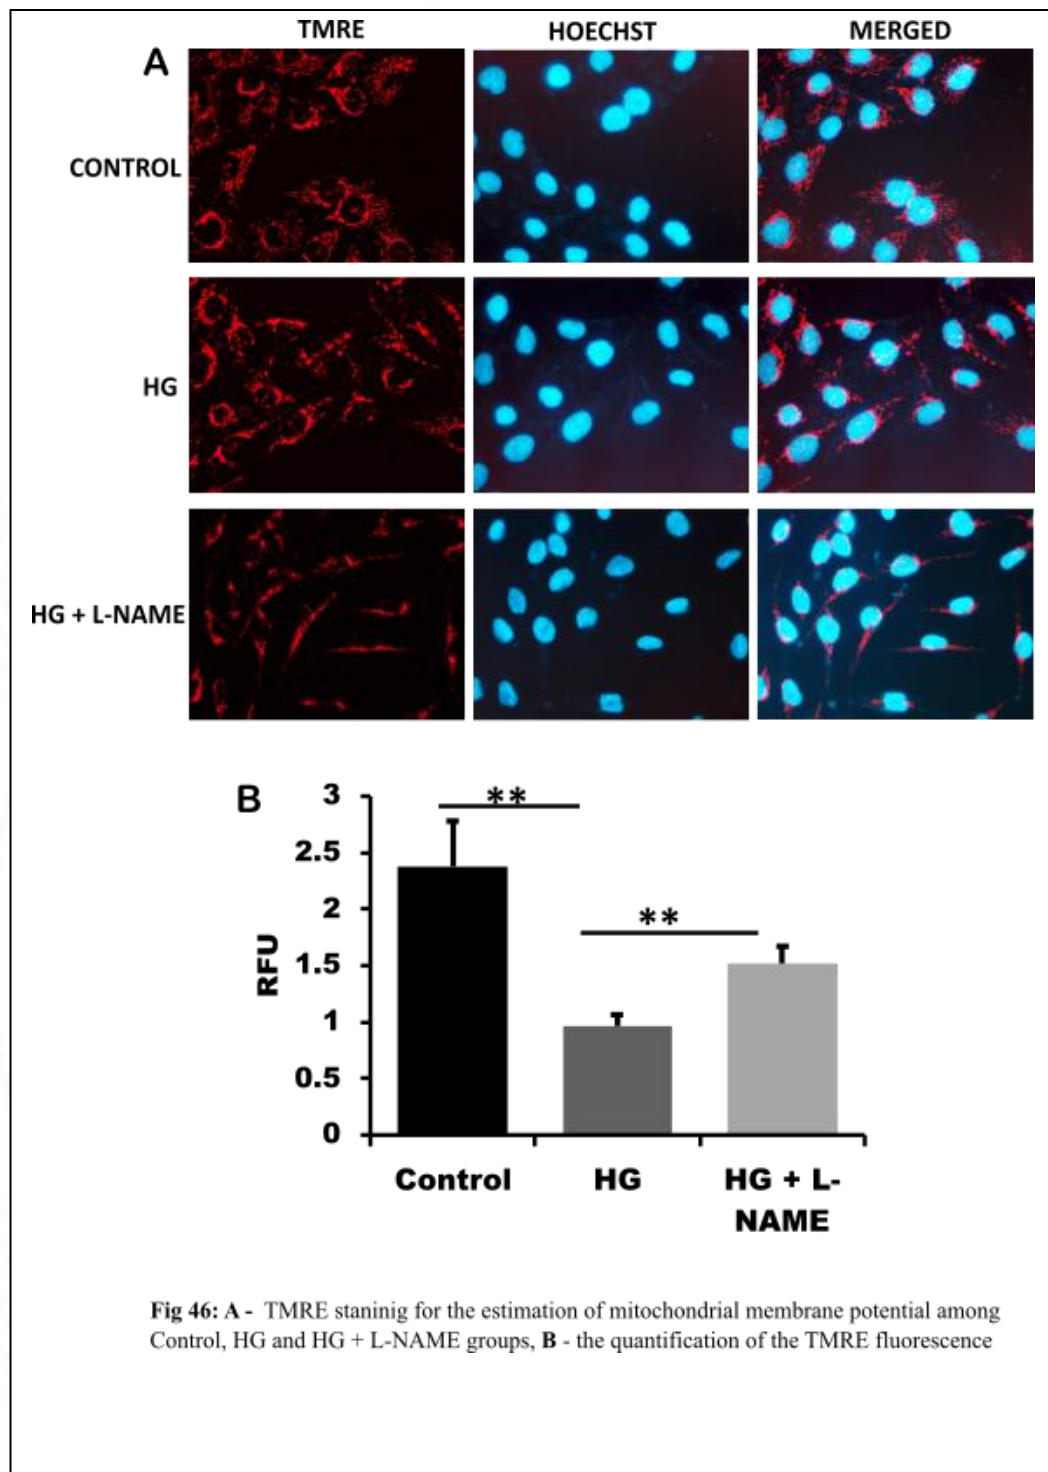 TMRE HOECHST MERGED
A
CONTROL
HG
HG + L-NAME
B
**
**
3
2.5
2
1.5
1
0.5
0
RFU
Control HG HG + L-
NAME
Fig 46: A - TMRE staninig for the estimation of mitochondrial membrane potential among
Control, HG and HG + L-NAME groups, B - the quantification of the TMRE fluorescence